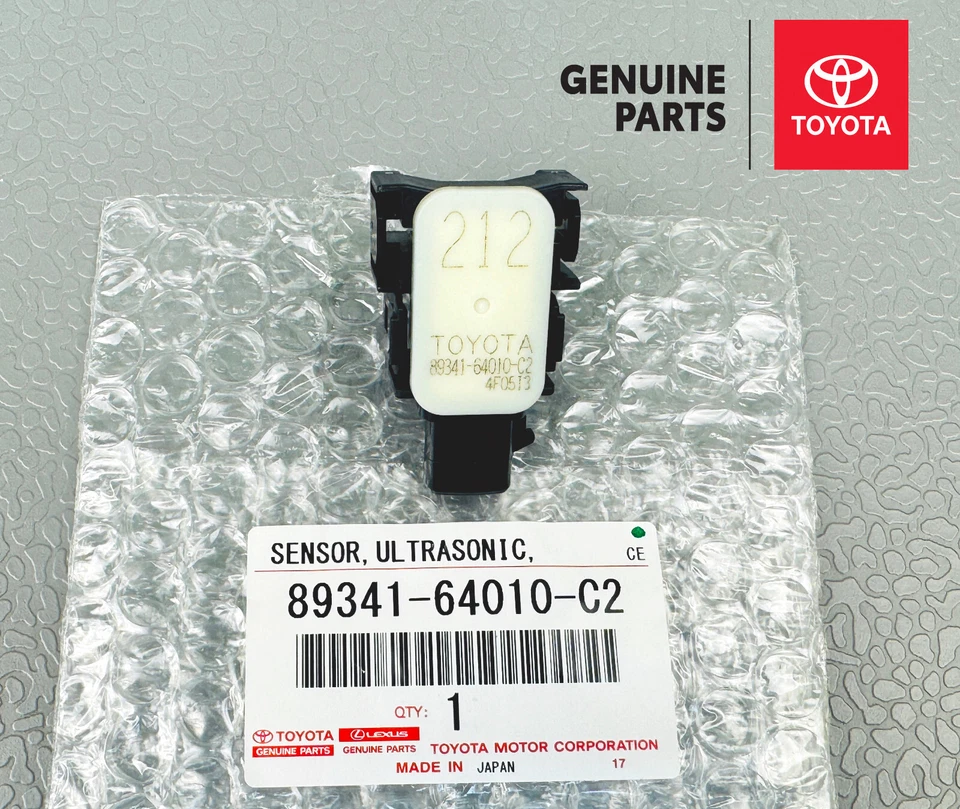 GENUINE
PARTS
TOYOTA
212
TOYOTA
89341-64010-C2
4F05I3
SENSOR, ULTRASONIC,
CE
89341-64010-C2
QTY: 1
TOYOTA
GENUINE PARTS
LEXUS
GENUINE PARTS
TOYOTA MOTOR CORPORATION
MADE IN JAPAN
17